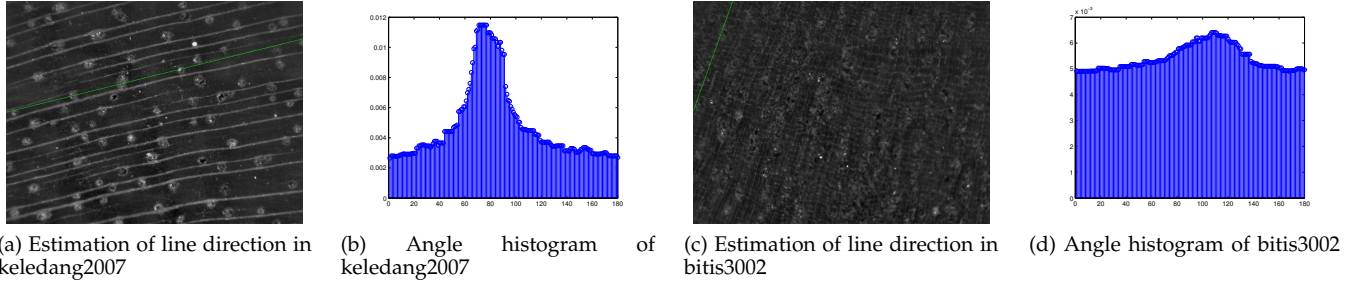 0.012
0.01
0.008
0.006
0.004
0.002
0
0 20 40 60 80 100 120 140 160 180
x 10⁻³
7
6
5
4
3
2
1
0
0 20 40 60 80 100 120 140 160 180
(a) Estimation of line direction in
keledang2007
(b) Angle histogram of
keledang2007
(c) Estimation of line direction in
bitis3002
(d) Angle histogram of bitis3002